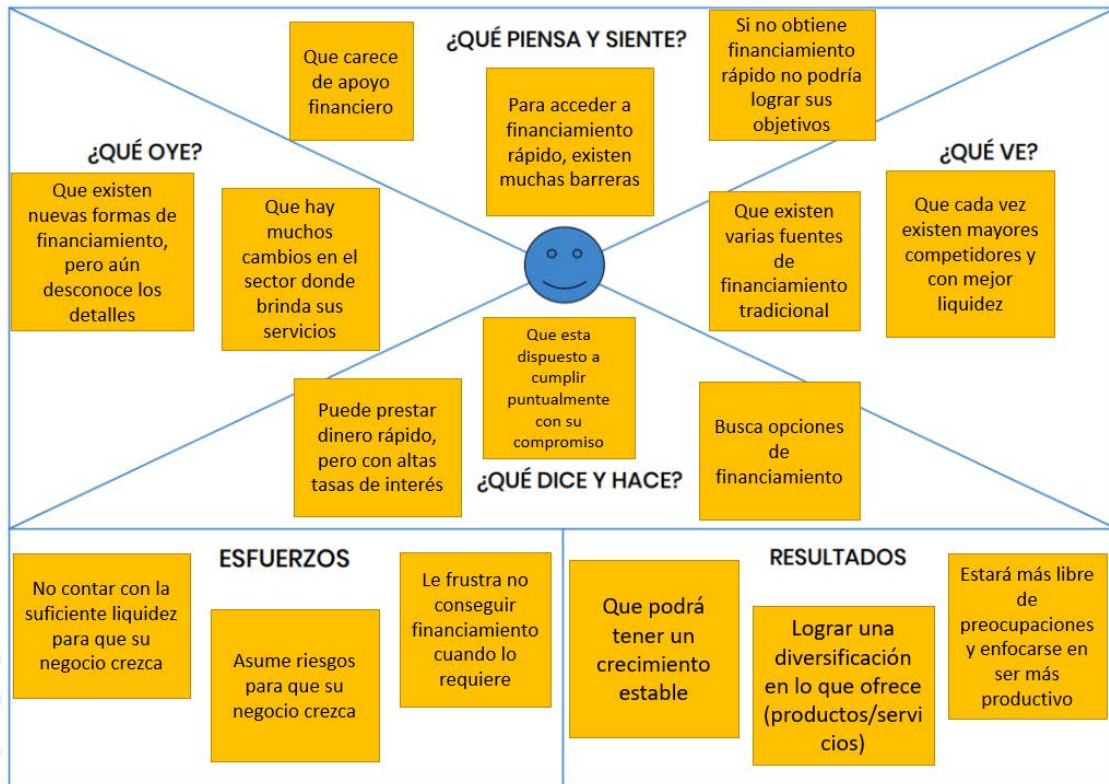 ¿QUÉ PIENSA Y SIENTE?
Que carece
de apoyo
financiero
Para acceder a
financiamiento
rápido, existen
muchas barreras
Si no obtiene
financiamiento
rápido no podría
lograr sus
objetivos
¿QUÉ OYE?
Que existen
nuevas formas de
financiamiento,
pero aún
desconoce los
detalles
Que hay
muchos
cambios en el
sector donde
brinda sus
servicios
¿QUÉ VE?
Que existen
varias fuentes
de
financiamiento
tradicional
Que cada vez
existen mayores
competidores y
con mejor
liquidez
Puede prestar
dinero rápido,
pero con altas
tasas de interés
Que esta
dispuesto a
cumplir
puntualmente
con su
compromiso
Busca opciones
de
financiamiento
¿QUÉ DICE Y HACE?
ESFUERZOS
No contar con la
suficiente liquidez
para que su
negocio crezca
Asume riesgos
para que su
negocio crezca
Le frustra no
conseguir
financiamiento
cuando lo
requiere
RESULTADOS
Que podrá
tener un
crecimiento
estable
Lograr una
diversificación
en lo que ofrece
(productos/servi
cios)
Estará más libre
de
preocupaciones
y enfocarse en
ser más
productivo